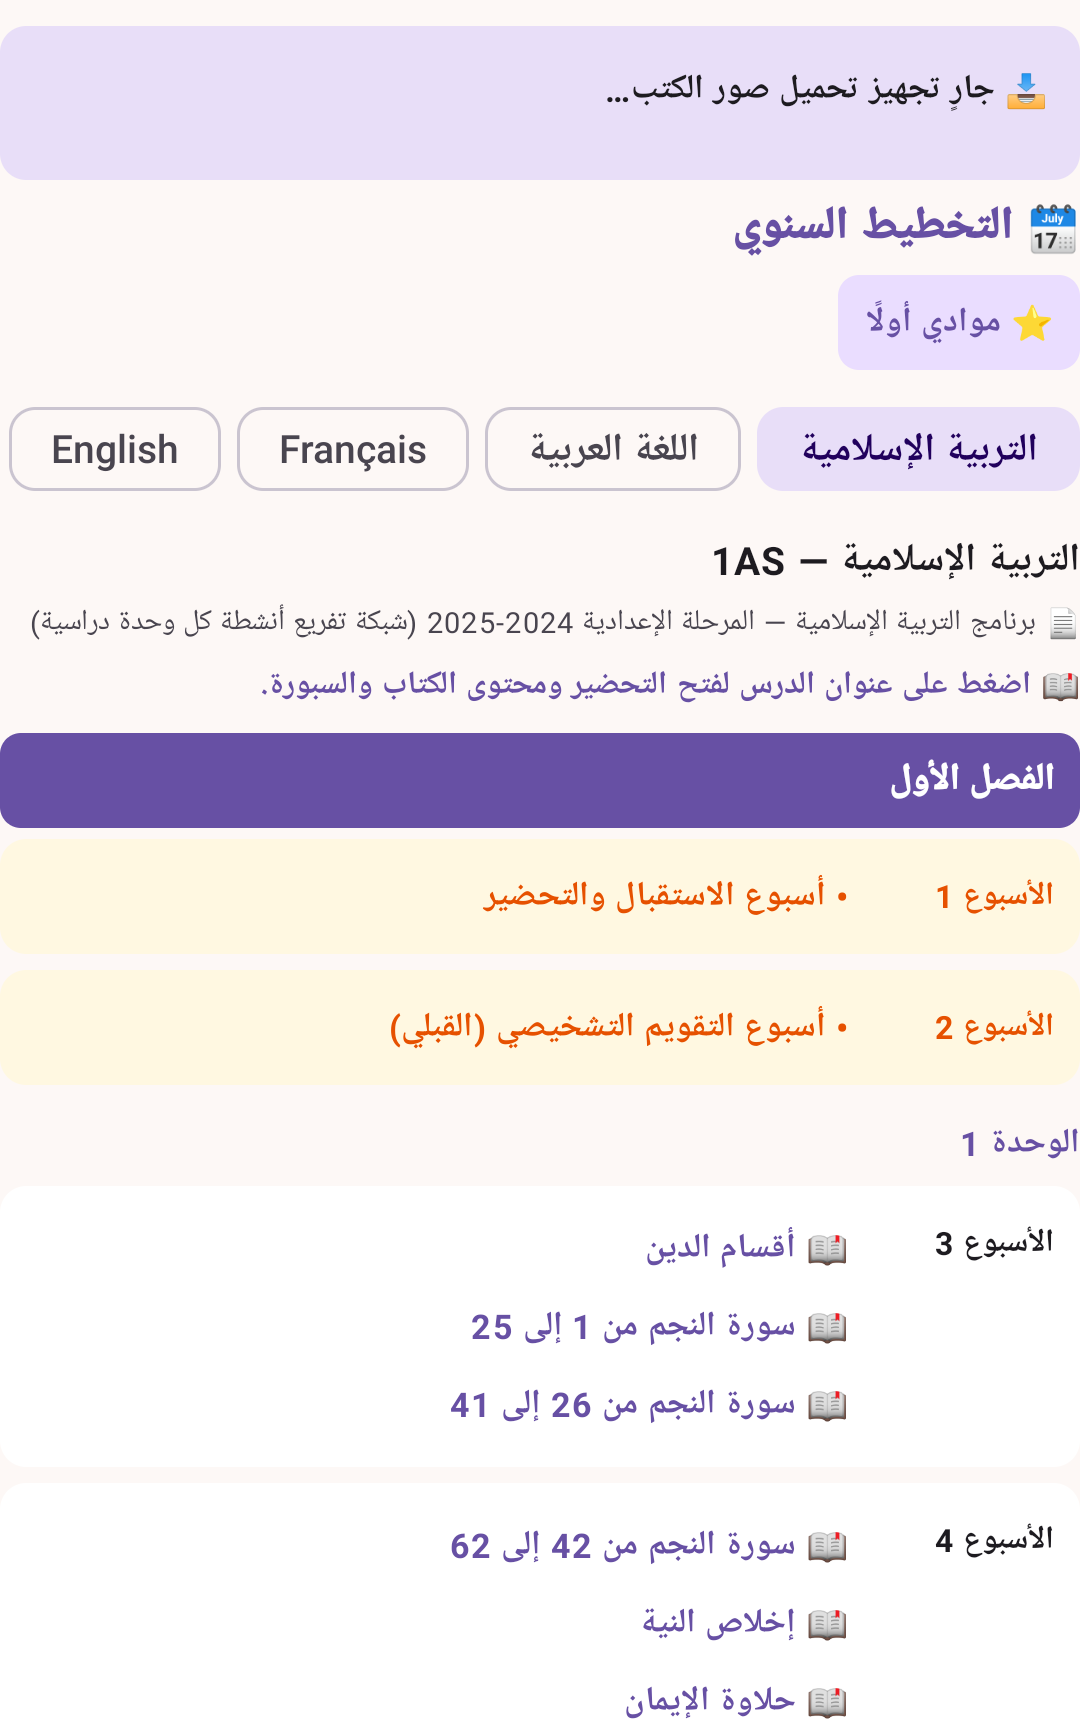 📥 جارٍ تجهيز تحميل صور الكتب...
📅 التخطيط السنوي
⭐ موادي أولًا
التربية الإسلامية
اللغة العربية
Français
English
التربية الإسلامية — 1AS
📄 برنامج التربية الإسلامية — المرحلة الإعدادية 2024-2025 (شبكة تفريع أنشطة كل وحدة دراسية)
📖 اضغط على عنوان الدرس لفتح التحضير ومحتوى الكتاب والسبورة.
الفصل الأول
الأسبوع 1 • أسبوع الاستقبال والتحضير
الأسبوع 2 • أسبوع التقويم التشخيصي (القبلي)
الوحدة 1
الأسبوع 3 📖 أقسام الدين
📖 سورة النجم من 1 إلى 25
📖 سورة النجم من 26 إلى 41
الأسبوع 4 📖 سورة النجم من 42 إلى 62
📖 إخلاص النية
📖 حلاوة الإيمان